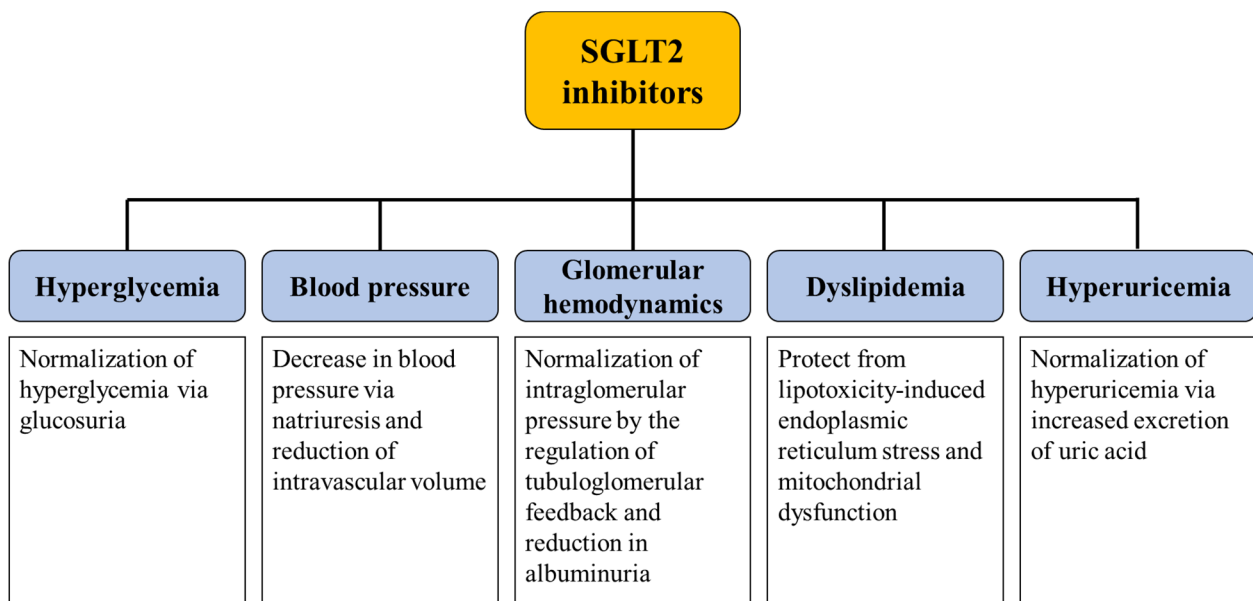 SGLT2
inhibitors
Hyperglycemia
Normalization of
hyperglycemia via
glucosuria
Blood pressure
Decrease in blood
pressure via
natriuresis and
reduction of
intravascular volume
Glomerular
hemodynamics
Normalization of
intraglomerular
pressure by the
regulation of
tubuloglomerular
feedback and
reduction in
albuminuria
Dyslipidemia
Protect from
lipotoxicity-induced
endoplasmic
reticulum stress and
mitochondrial
dysfunction
Hyperuricemia
Normalization of
hyperuricemia via
increased excretion
of uric acid